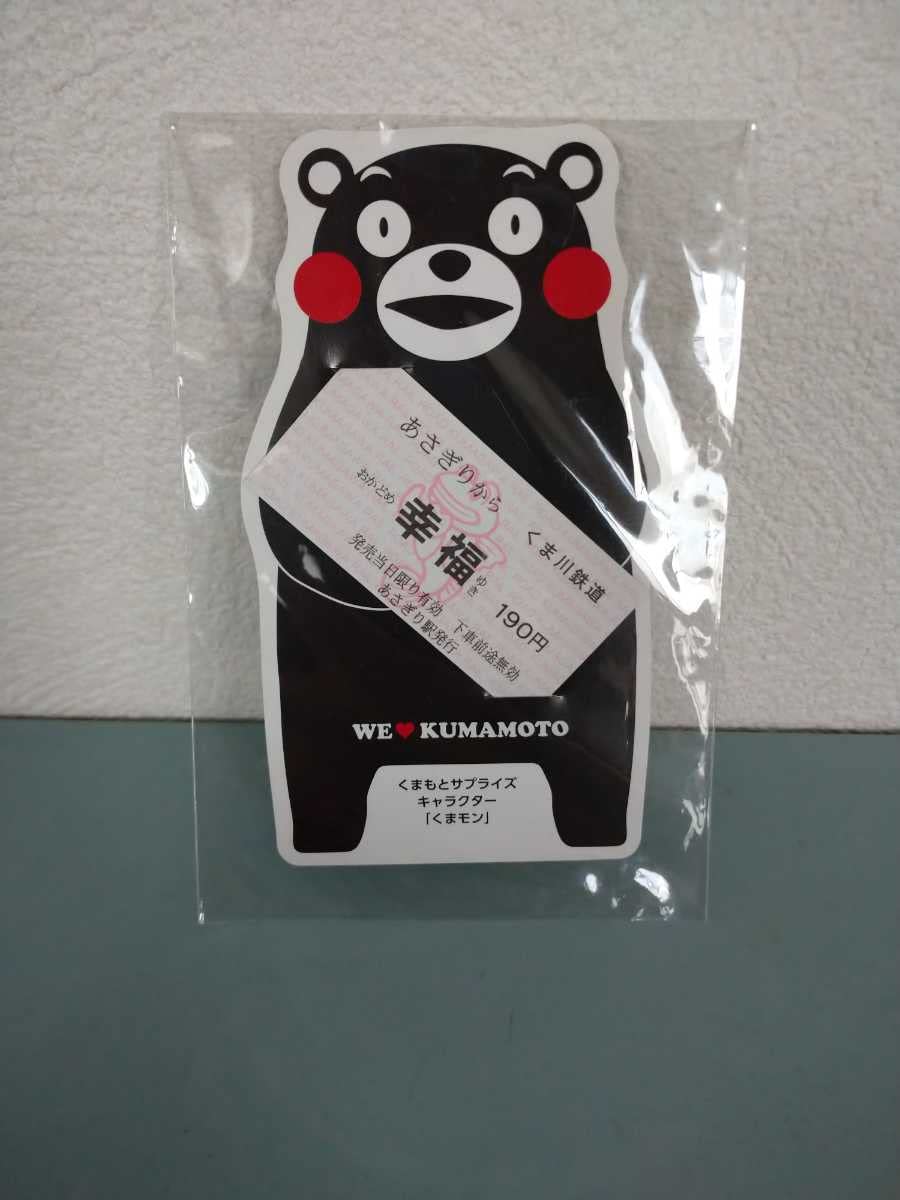 あさぎりから
くま川鉄道
おかどめ
幸福
ゆき
190円
発売当日限り有効
下車前途無効
あさぎり駅発行
WE♥KUMAMOTO
くまもとサプライズ
キャラクター
「くまモン」